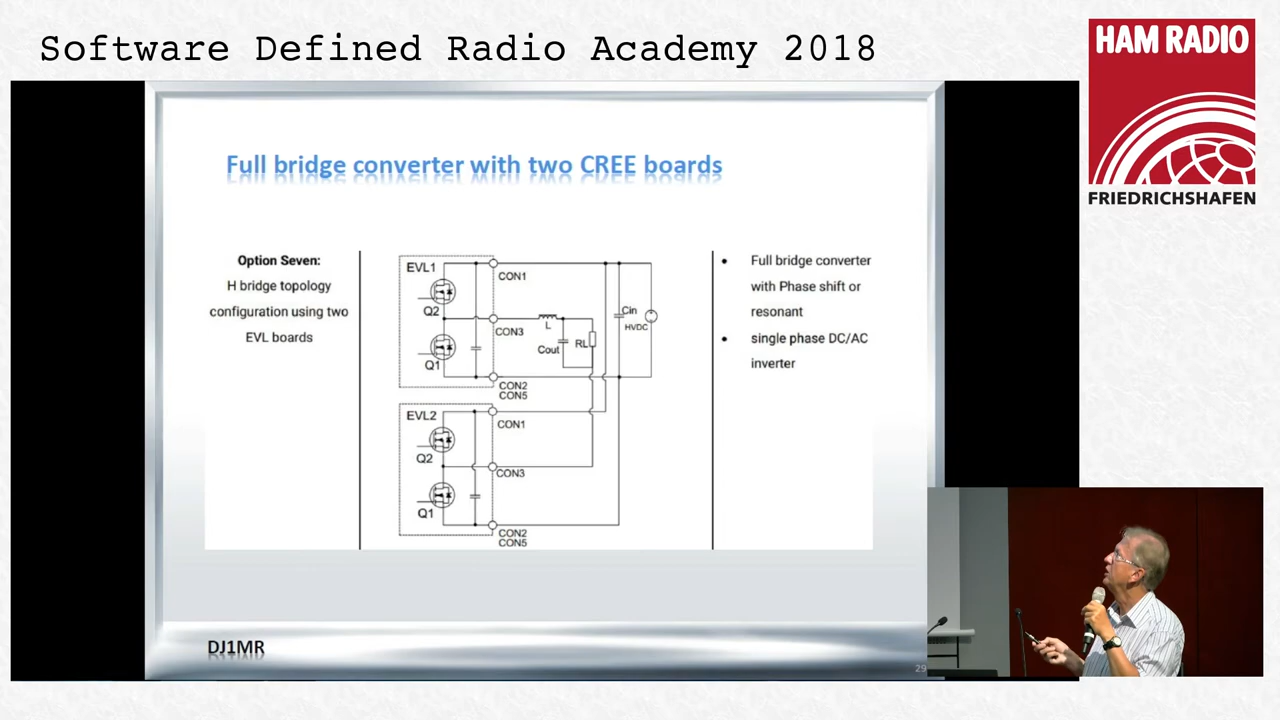 Software Defined Radio Academy 2018
HAM RADIO
FRIEDRICHSHAFEN
Full bridge converter with two CREE boards
Option Seven:
H bridge topology
configuration using two
EVL boards
EVL1
Q2
Q1
CON1
CON3
L
Cout
RL
Cin
HVDC
CON2
CON5
EVL2
Q2
Q1
CON1
CON3
CON2
CON5
• Full bridge converter
with Phase shift or
resonant
• single phase DC/AC
inverter
DJ1MR
29